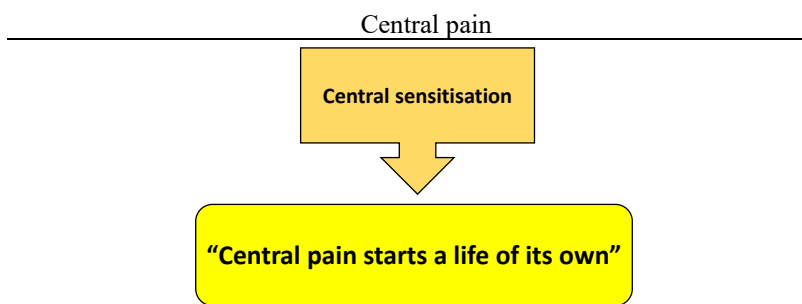 Central pain
Central sensitisation
“Central pain starts a life of its own”